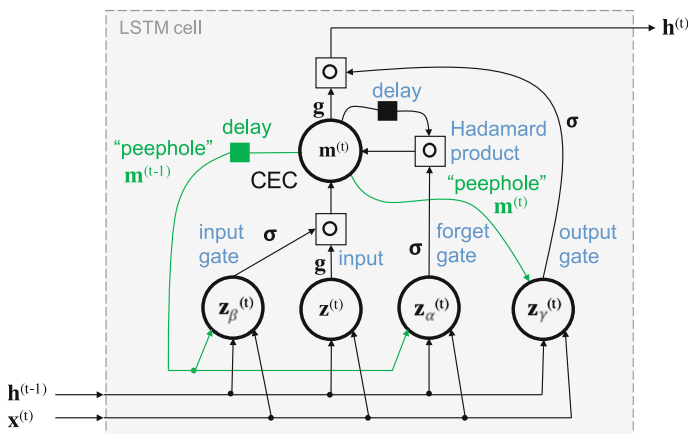 LSTM cell
h(t)
delay
g
σ
delay
"peephole"
m(t-1)
m(t)
Hadamard
product
CEC
"peephole"
m(t)
input
gate
σ
g
input
σ
forget
gate
output
gate
zβ(t)
z(t)
zα(t)
zγ(t)
h(t-1)
x(t)